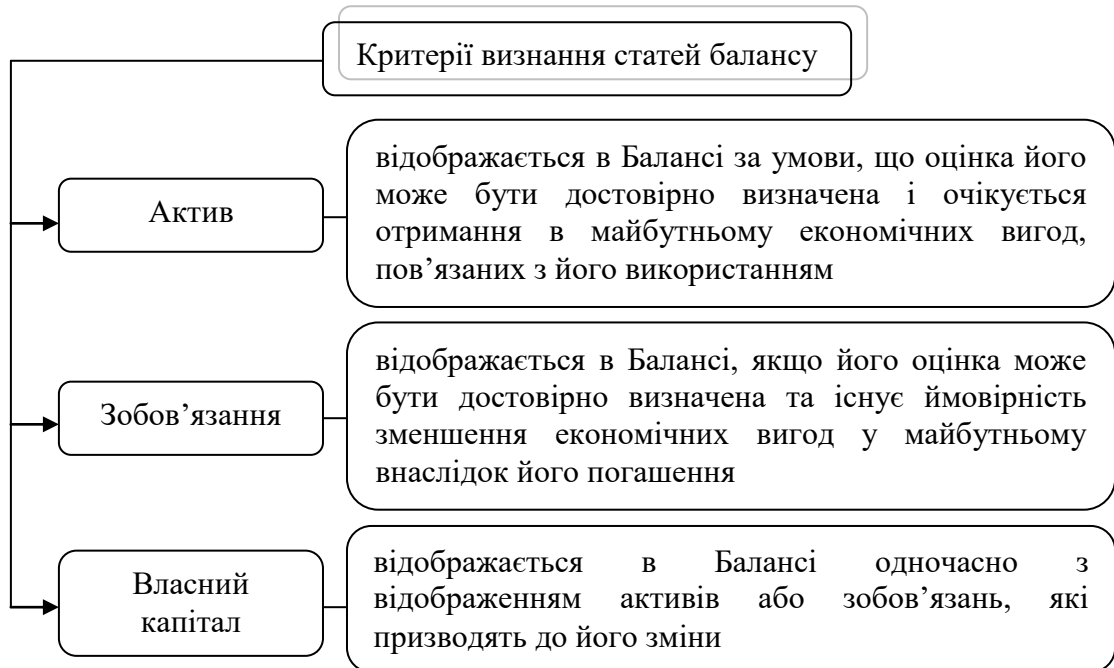 Критерії визнання статей балансу
Актив
відображається в Балансі за умови, що оцінка його
може бути достовірно визначена і очікується
отримання в майбутньому економічних вигод,
пов’язаних з його використанням
Зобов’язання
відображається в Балансі, якщо його оцінка може
бути достовірно визначена та існує ймовірність
зменшення економічних вигод у майбутньому
внаслідок його погашення
Власний
капітал
відображається в Балансі одночасно з
відображенням активів або зобов’язань, які
призводять до його зміни